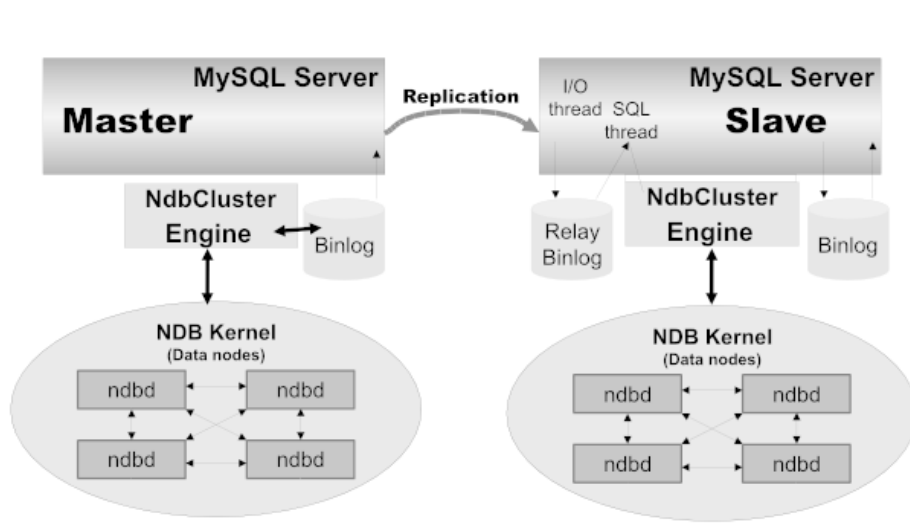 MySQL Server
Master
Replication
MySQL Server
I/O
thread
SQL
thread
Slave
NdbCluster
Engine
Binlog
Relay
Binlog
NdbCluster
Engine
Binlog
NDB Kernel
(Data nodes)
ndbd
ndbd
ndbd
ndbd
NDB Kernel
(Data nodes)
ndbd
ndbd
ndbd
ndbd